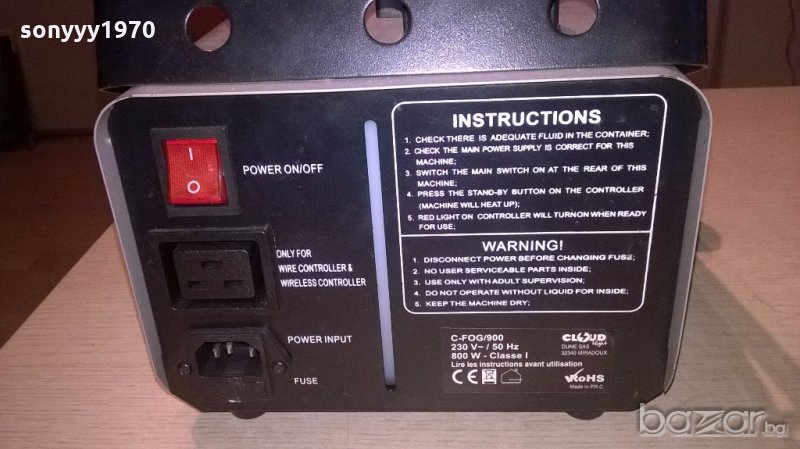 sonyyy1970
I
O
POWER ON/OFF
ONLY FOR
WIRE CONTROLLER &
WIRELESS CONTROLLER
POWER INPUT
FUSE
INSTRUCTIONS
1. CHECK THERE IS ADEQUATE FLUID IN THE CONTAINER;
2. CHECK THE MAIN POWER SUPPLY IS CORRECT FOR THIS
MACHINE;
3. SWITCH THE MAIN SWITCH ON AT THE REAR OF THIS
MACHINE;
4. PRESS THE STAND-BY BUTTON ON THE CONTROLLER
(MACHINE WILL HEAT UP);
5. RED LIGHT ON CONTROLLER WILL TURNON WHEN READY
FOR USE;
WARNING!
1. DISCONNECT POWER BEFORE CHANGING FUSE;
2. NO USER SERVICEABLE PARTS INSIDE;
3. USE ONLY WITH ADULT SUPERVISION;
4. DO NOT OPERATE WITHOUT LIQUID FOR INSIDE;
5. KEEP THE MACHINE DRY;
C-FOG/900
230 V~ / 50 Hz
800 W - Classe I
Lire les instructions avant utilisation
CE
CLOUD
Night
DUNE SAS
32340 MIRADOUX
RoHS
Made in P.R.C.
bazar.bg